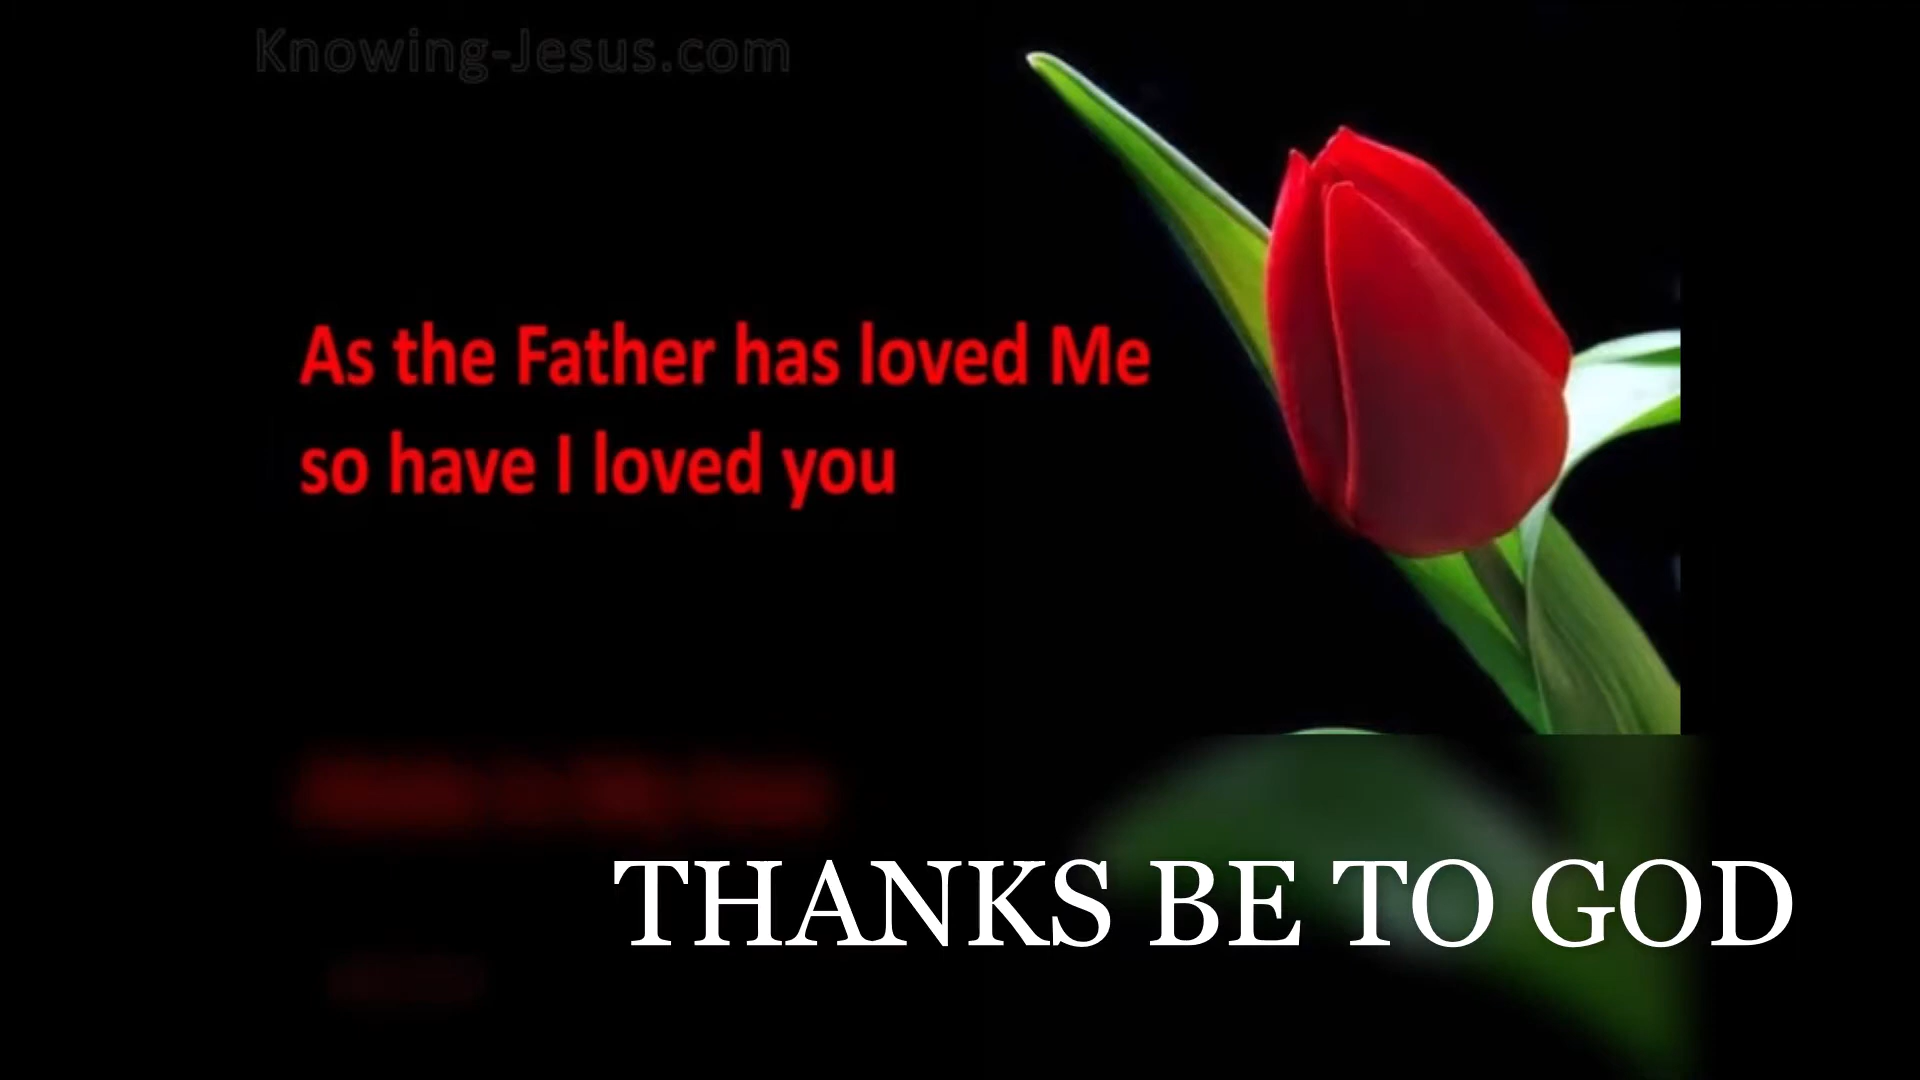 Knowing-Jesus.com
As the Father has loved Me
so have I loved you
THANKS BE TO GOD